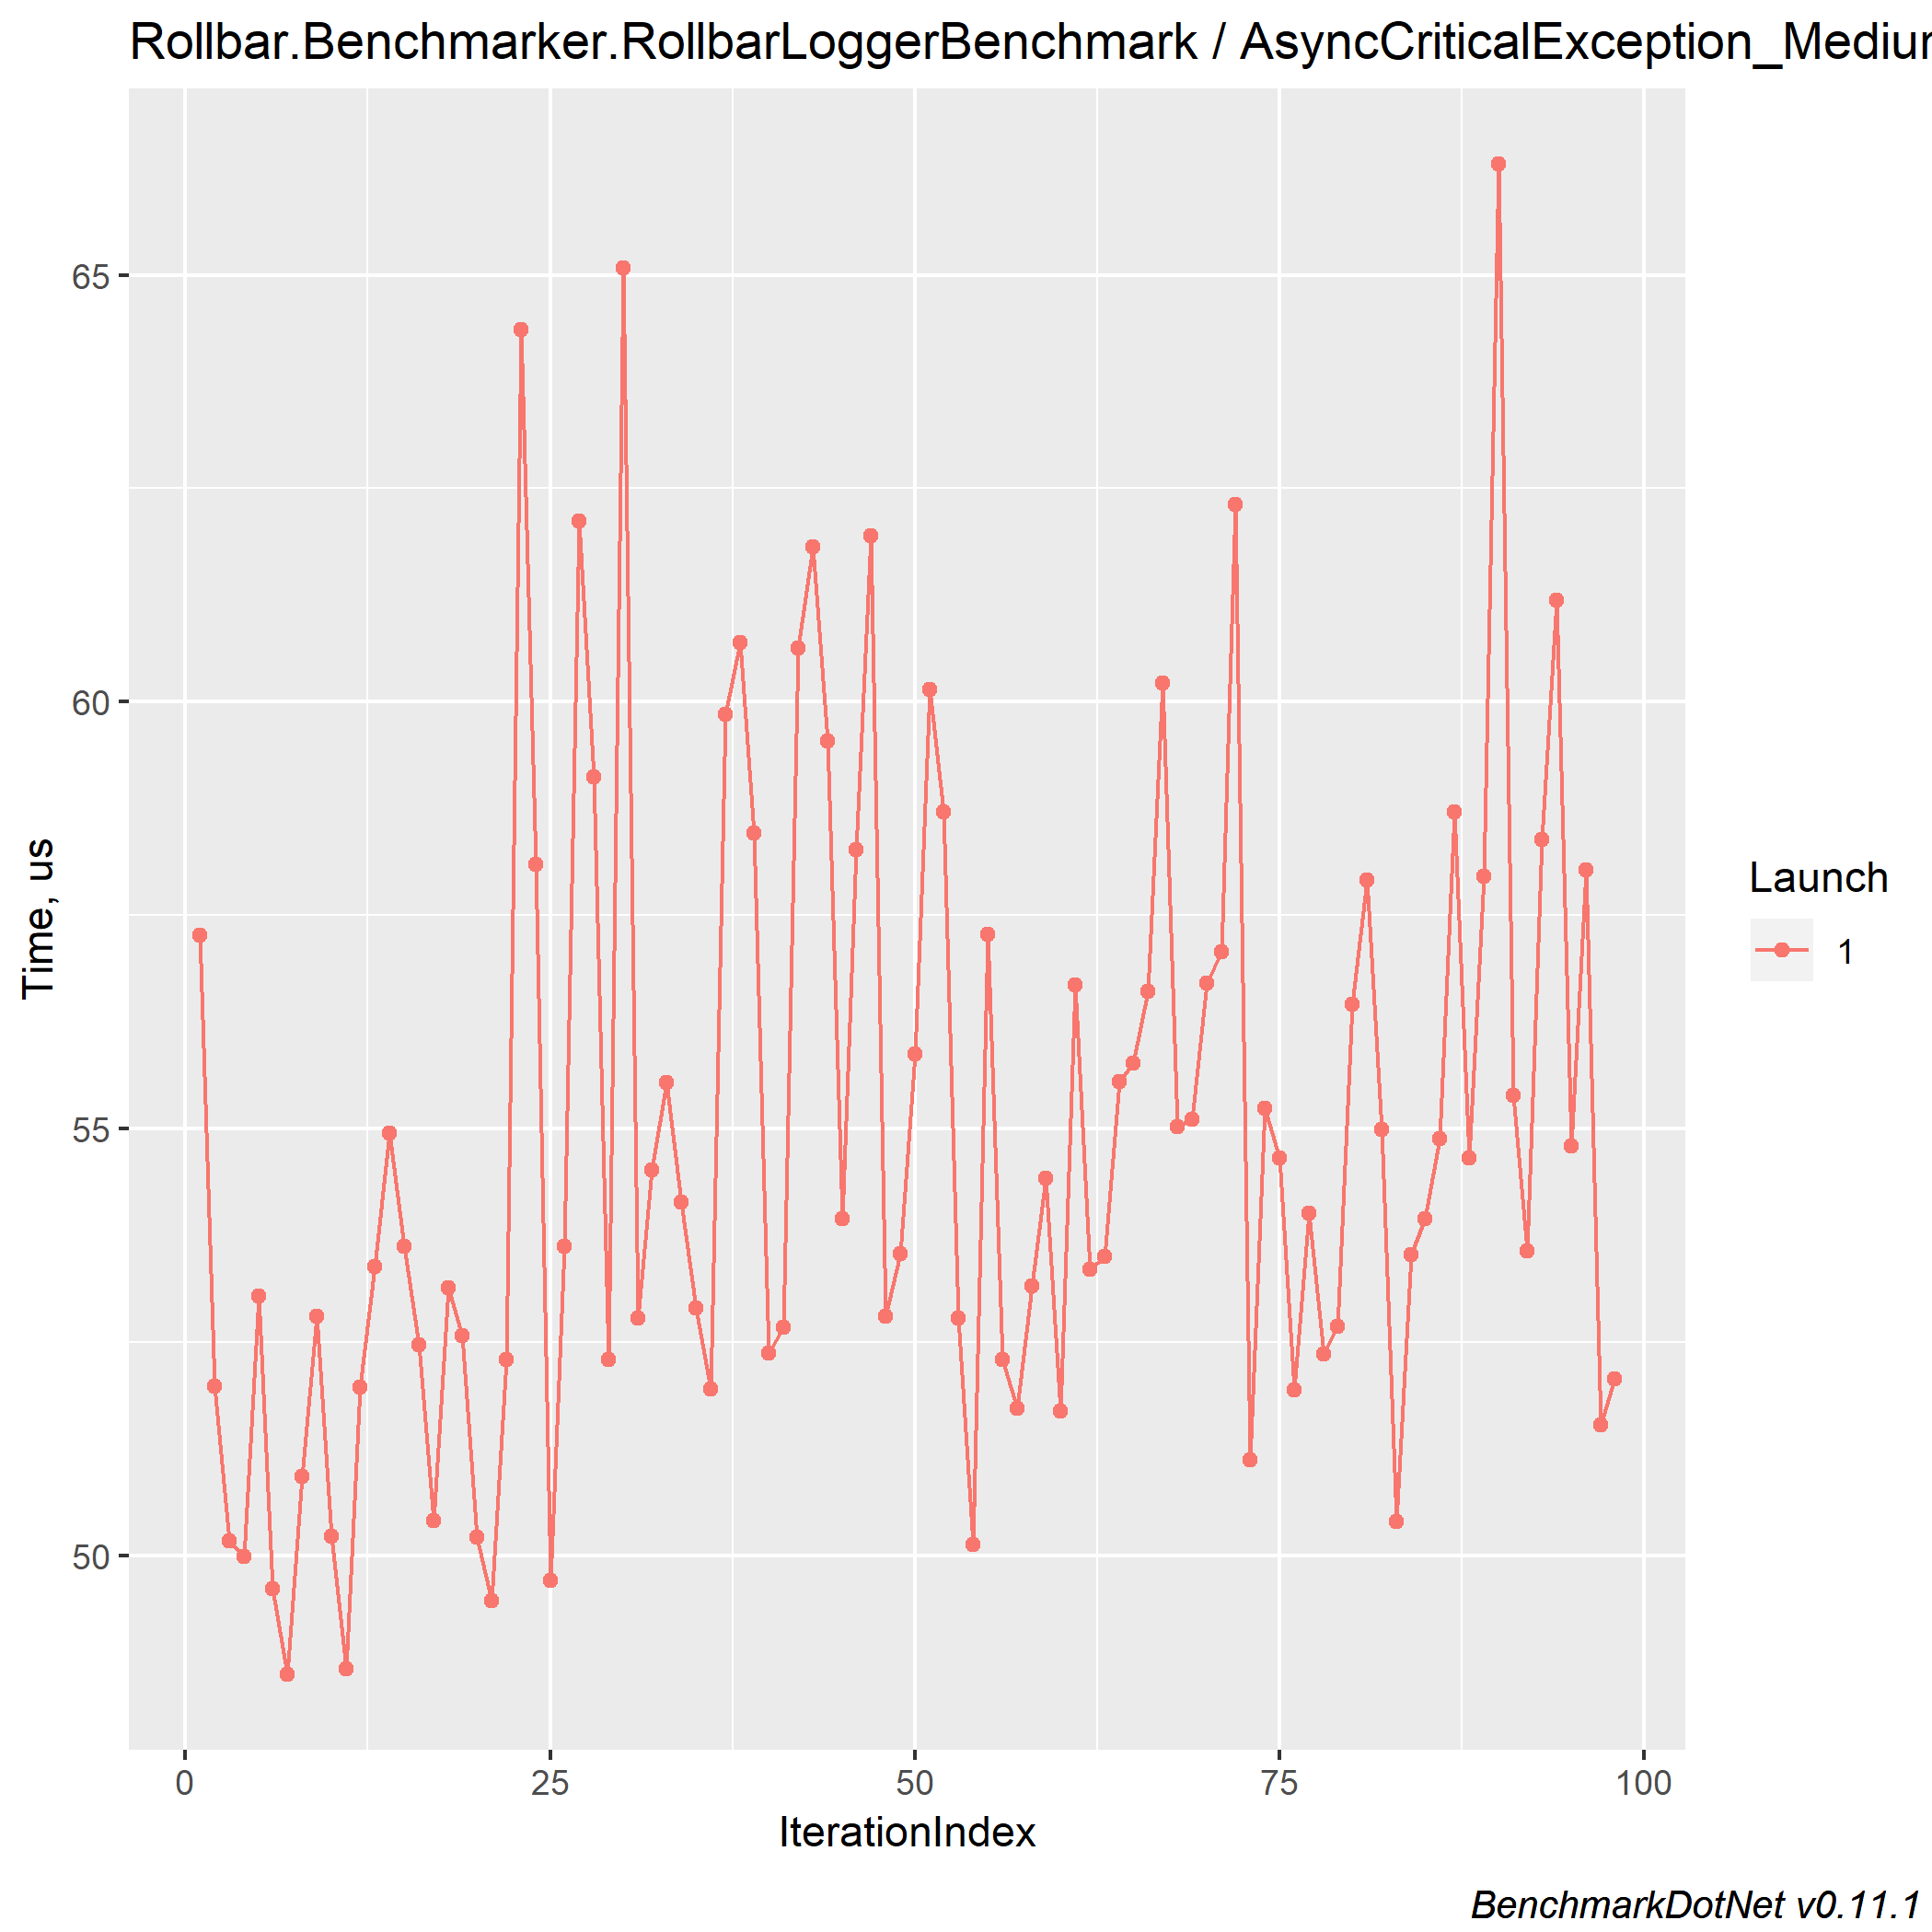 Rollbar.Benchmarker.RollbarLoggerBenchmark / AsyncCriticalException_Mediu
65
60
55
50
Time, us
0 25 50 75 100
IterationIndex
Launch
1
BenchmarkDotNet v0.11.1